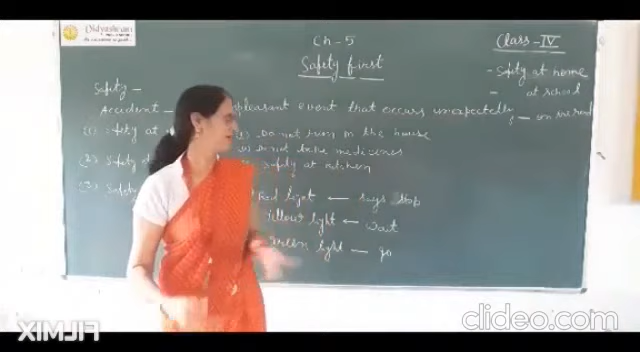 Vidyashram
Ch - 5
Class - IV
Safety first
- Safety at home
- at school
- on the road
Safety -
Accident - pleasant event that occurs unexpectedly
(1) Safety at Do not run in the house
(2) Safety Do not take medicines
(3) Safety safety at kitchen
Red light ← says stop
Yellow light ← wait
Green light — go
FILMIX
clideo.com